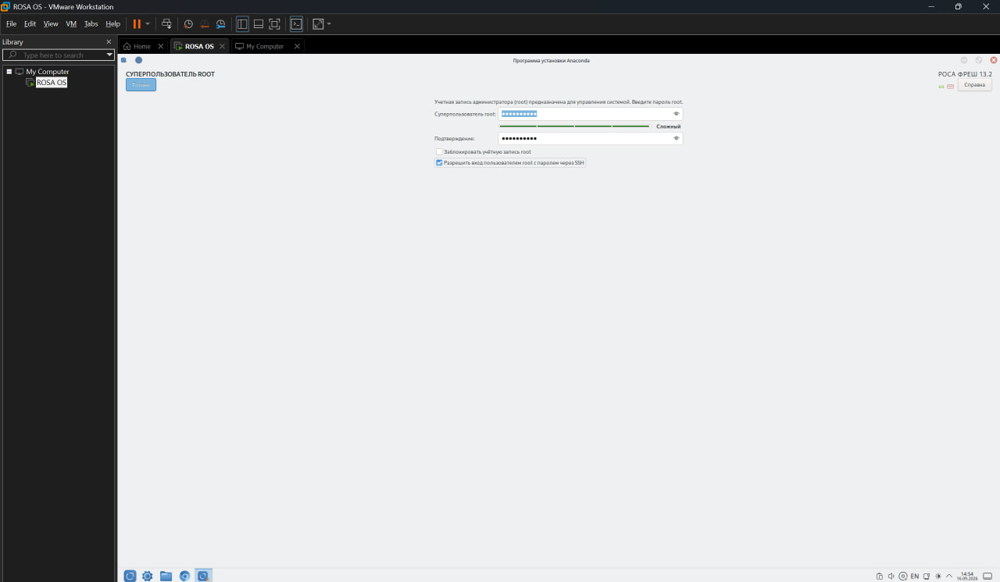 ROSA OS - VMware Workstation
File Edit View VM Tabs Help
Library
Type here to search
My Computer
ROSA OS
Home
ROSA OS
My Computer
Программа установки Anaconda
СУПЕРПОЛЬЗОВАТЕЛЬ ROOT
Готово
РОСА ФРЕШ 13.2
us
Справка
Учетная запись администратора (root) предназначена для управления системой. Введите пароль root.
Суперпользователь root: ●●●●●●●●●●
Сложный
Подтверждение: ●●●●●●●●●●
Заблокировать учётную запись root
Разрешить вход пользователем root с паролем через SSH
EN
14:54
16.09.2026